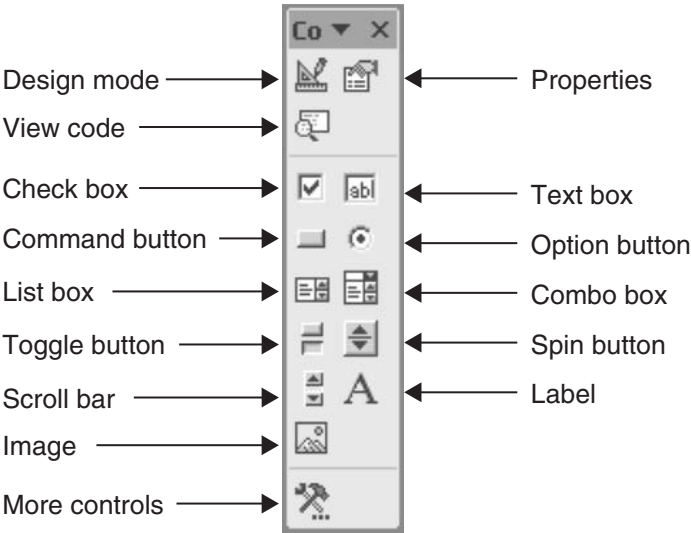 Co
Design mode
Properties
View code
Check box
abl
Text box
Command button
Option button
List box
Combo box
Toggle button
Spin button
Scroll bar
A
Label
Image
More controls